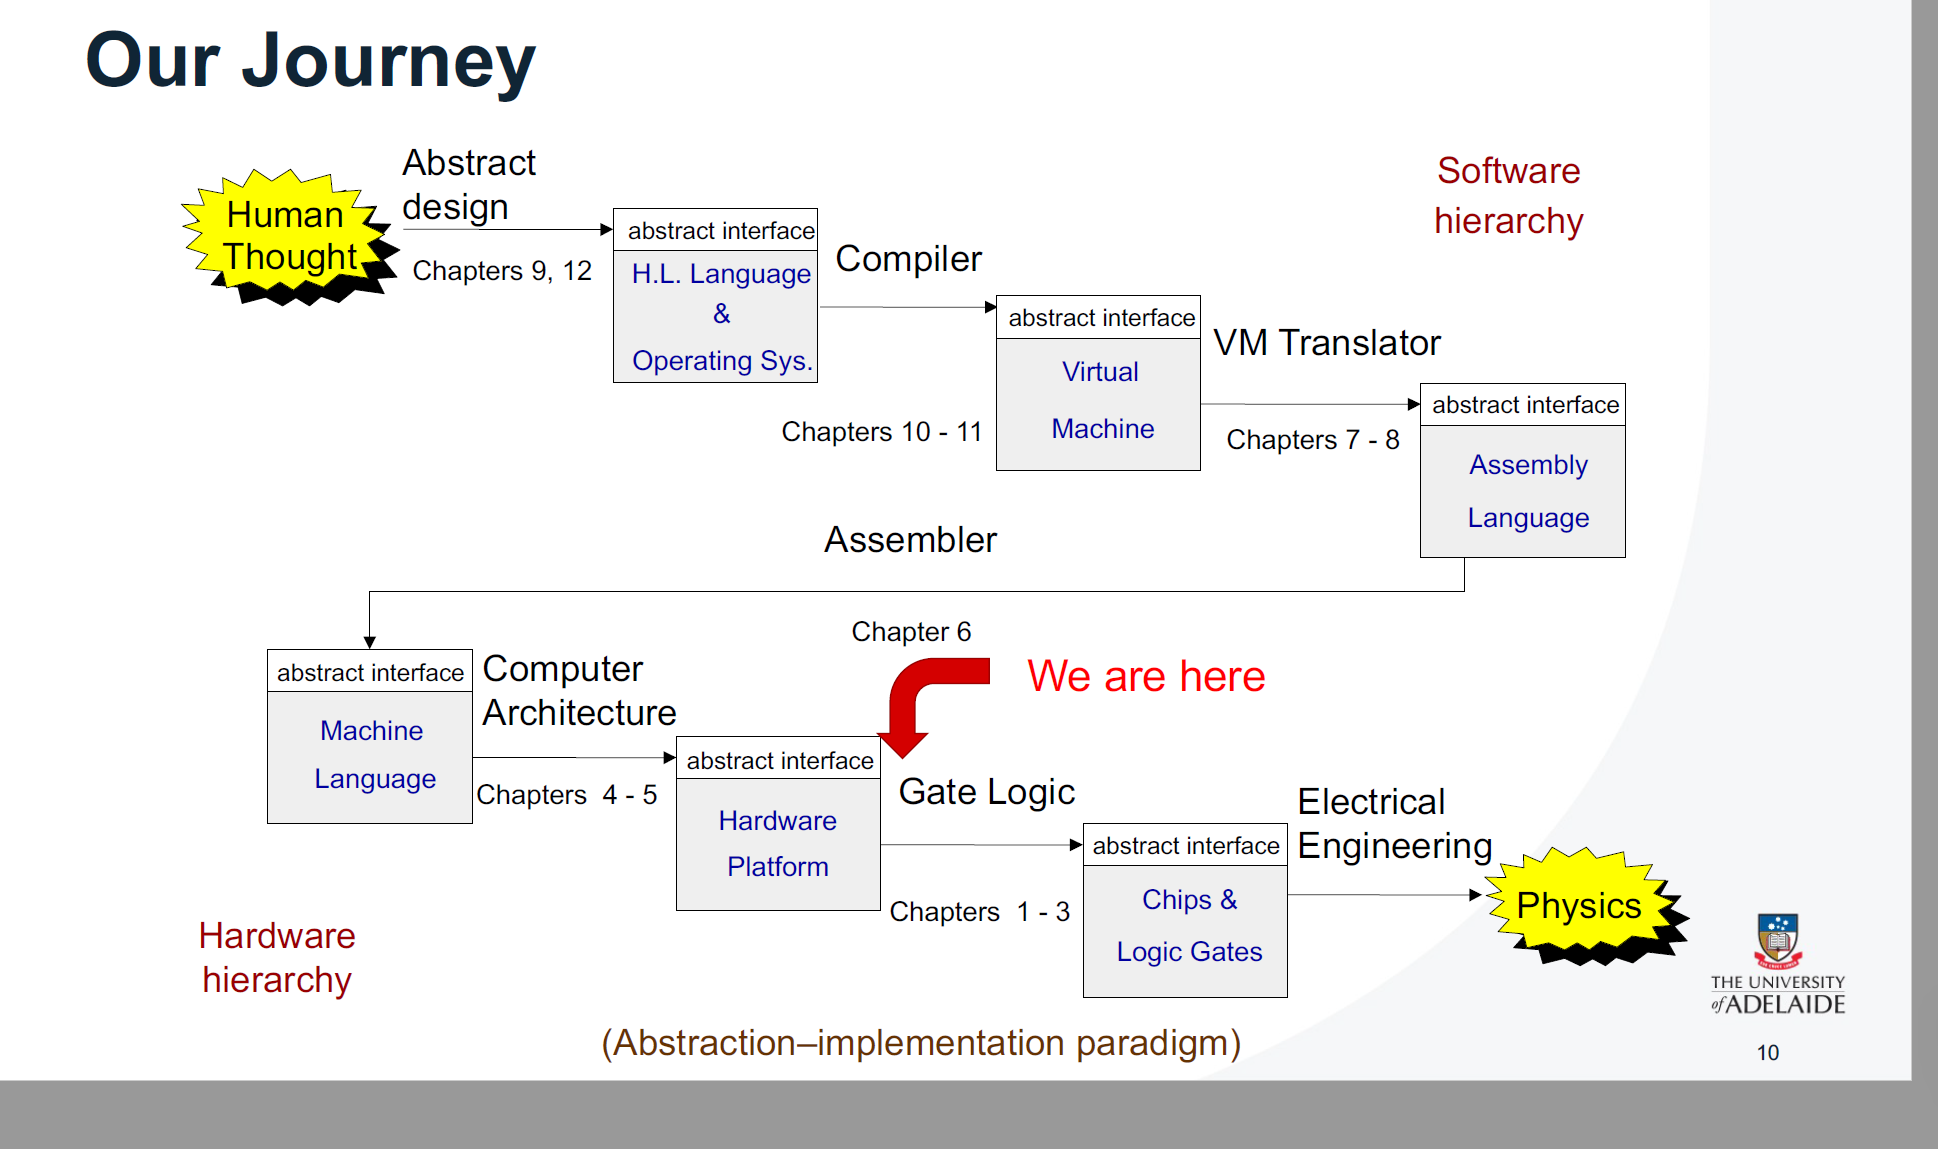 Our Journey
Human
Thought
Abstract
design
Chapters 9, 12
abstract interface
H.L. Language
&
Operating Sys.
Compiler
Chapters 10 - 11
abstract interface
Virtual
Machine
VM Translator
Chapters 7 - 8
abstract interface
Assembly
Language
Software
hierarchy
Assembler
Chapter 6
We are here
abstract interface
Machine
Language
Computer
Architecture
Chapters 4 - 5
abstract interface
Hardware
Platform
Gate Logic
Chapters 1 - 3
abstract interface
Chips &
Logic Gates
Electrical
Engineering
Physics
Hardware
hierarchy
(Abstraction–implementation paradigm)
THE UNIVERSITY
of ADELAIDE
10